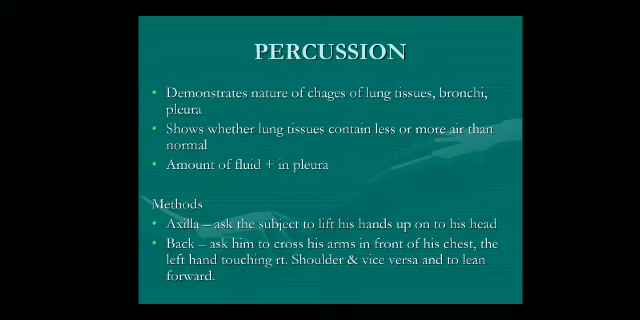 PERCUSSION
• Demonstrates nature of chages of lung tissues, bronchi,
pleura
• Shows whether lung tissues contain less or more air than
normal
• Amount of fluid + in pleura
Methods
• Axilla – ask the subject to lift his hands up on to his head
• Back – ask him to cross his arms in front of his chest, the
left hand touching rt. Shoulder & vice versa and to lean
forward.